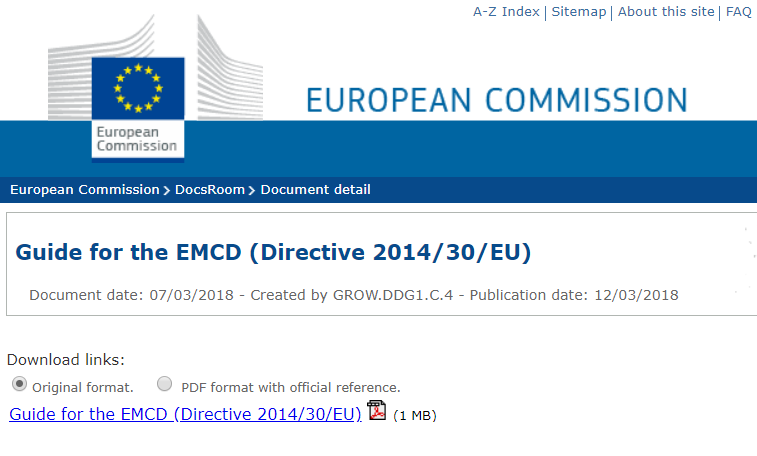 A-Z Index | Sitemap | About this site | FAQ
EUROPEAN COMMISSION
European
Commission
European Commission > DocsRoom > Document detail
Guide for the EMCD (Directive 2014/30/EU)
Document date: 07/03/2018 - Created by GROW.DDG1.C.4 - Publication date: 12/03/2018
Download links:
Original format. PDF format with official reference.
Guide for the EMCD (Directive 2014/30/EU) (1 MB)